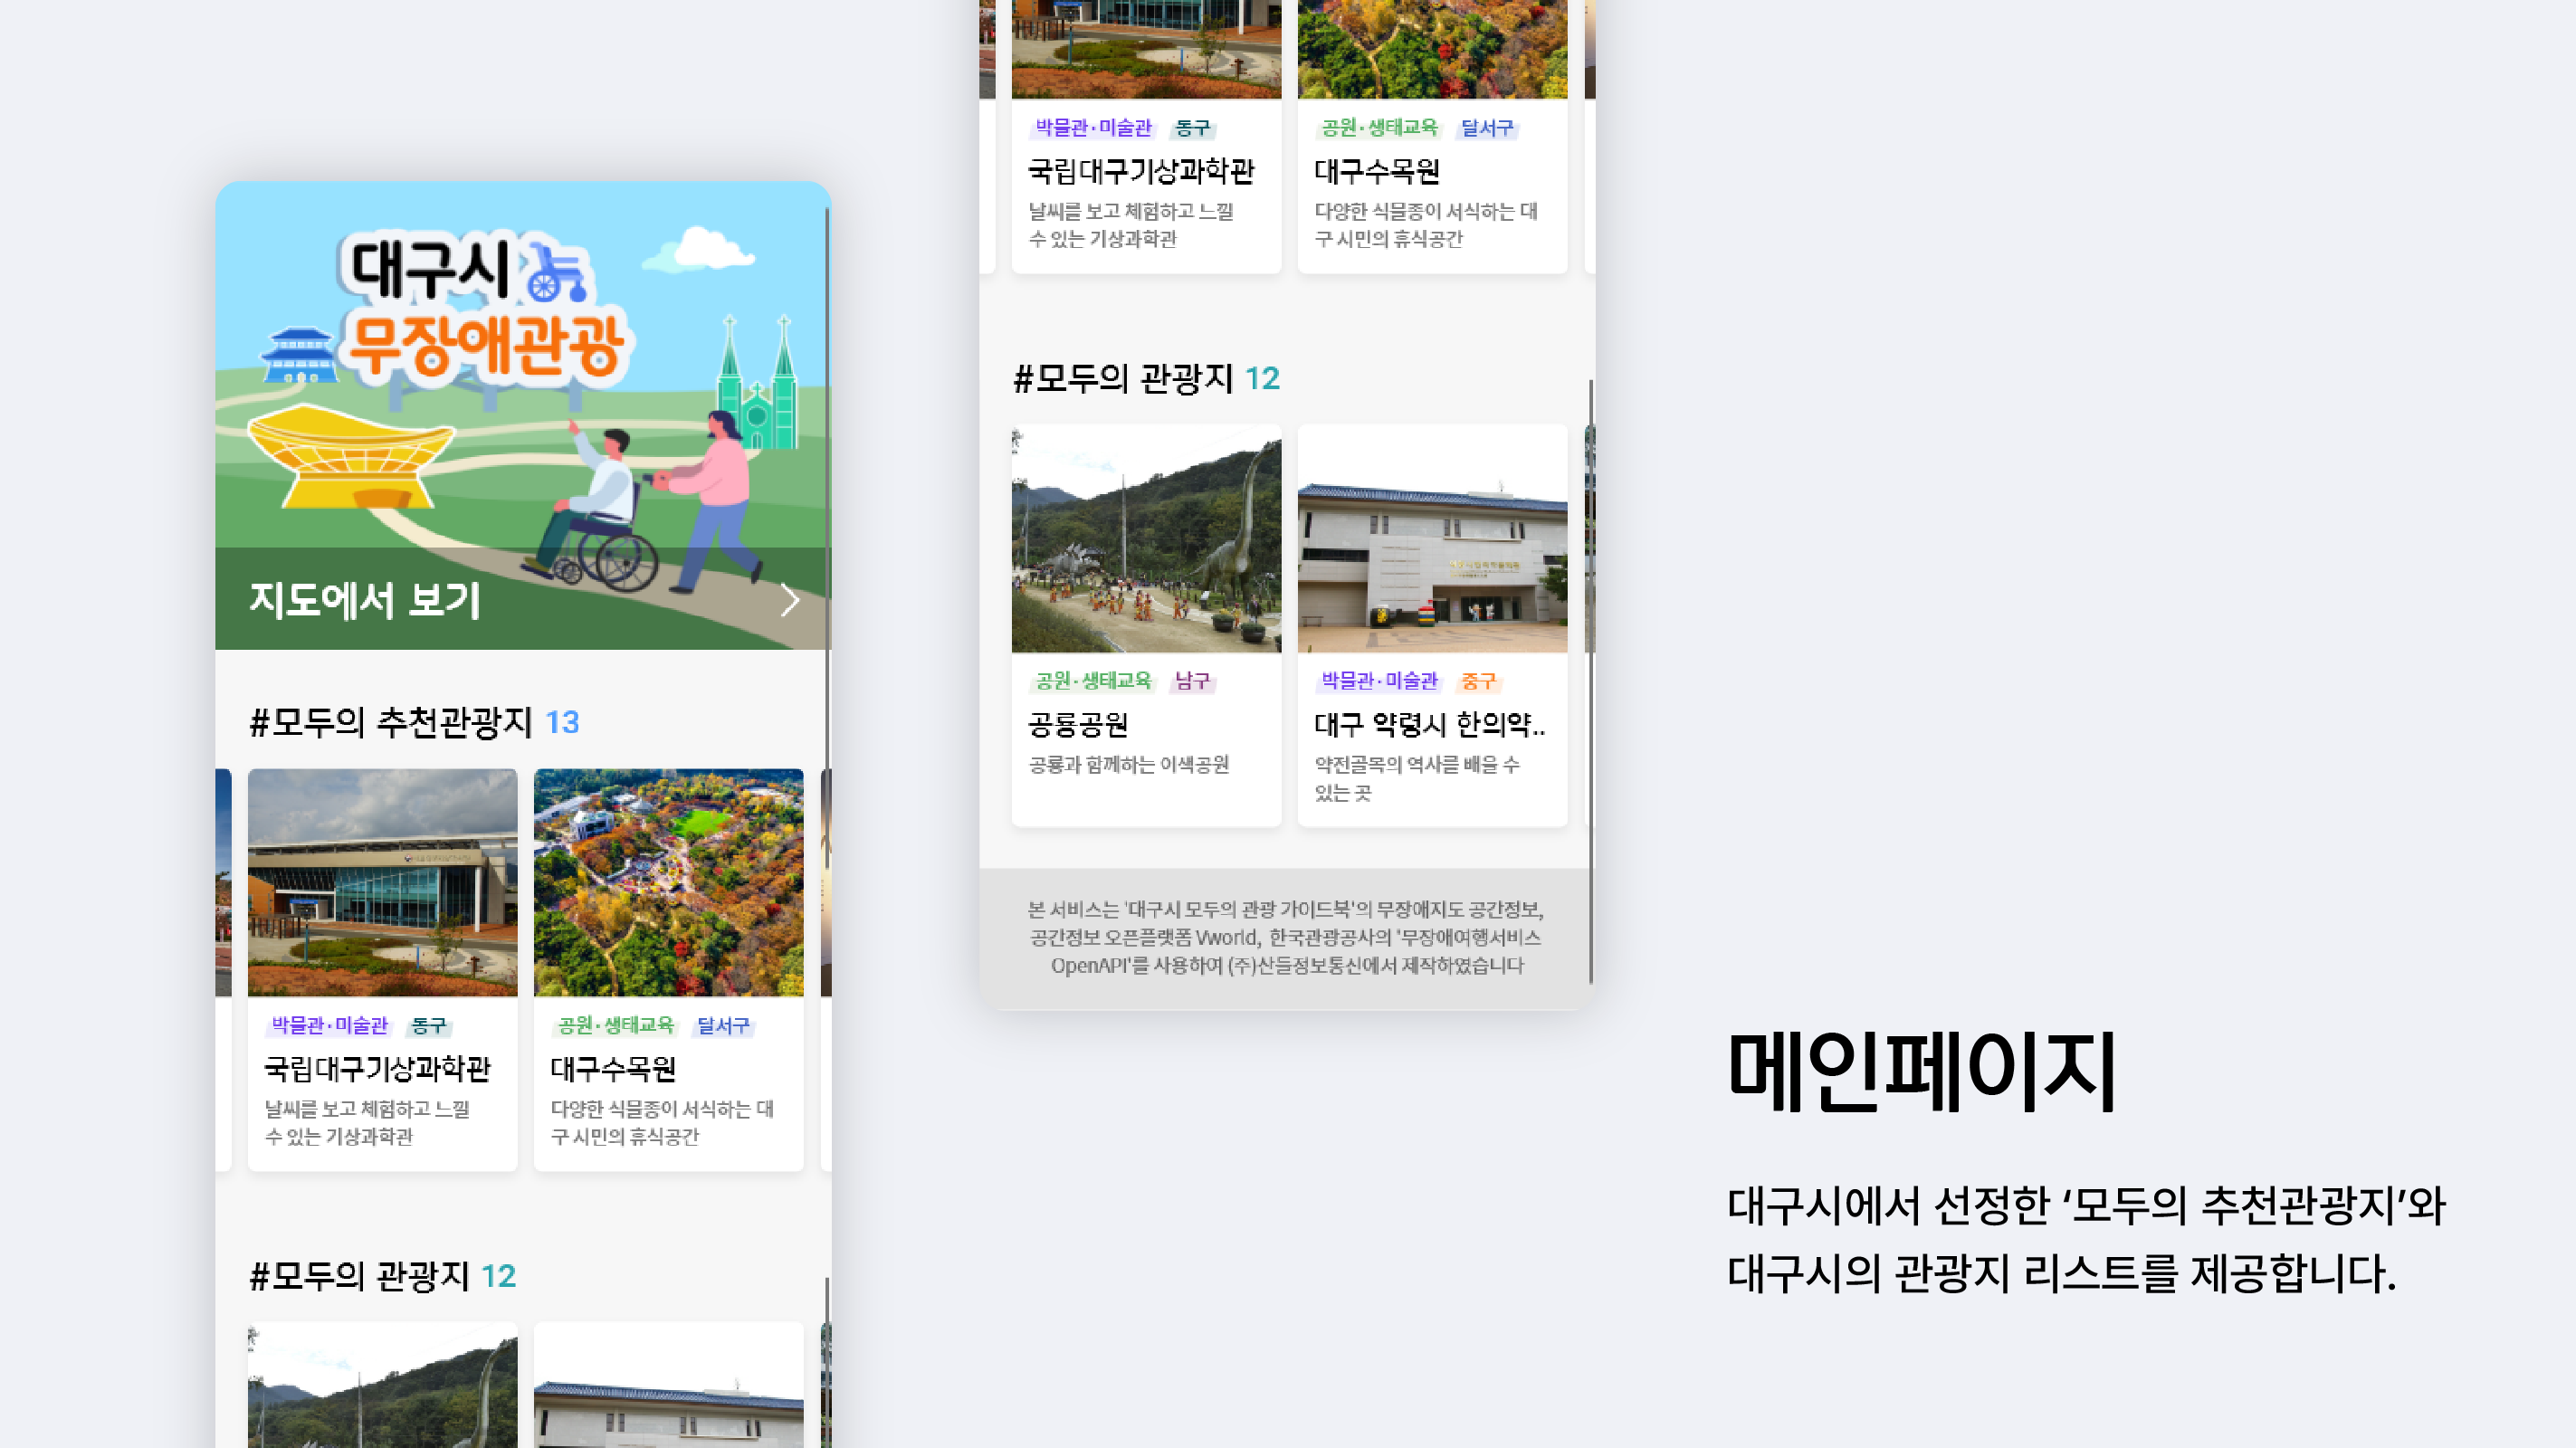 대구시
무장애관광
지도에서 보기
#모두의 추천관광지 13
박물관·미술관 동구
국립대구기상과학관
날씨를 보고 체험하고 느낄
수 있는 기상과학관
공원·생태교육 달서구
대구수목원
다양한 식물종이 서식하는 대
구 시민의 휴식공간
#모두의 관광지 12
박물관·미술관 동구
국립대구기상과학관
날씨를 보고 체험하고 느낄
수 있는 기상과학관
공원·생태교육 달서구
대구수목원
다양한 식물종이 서식하는 대
구 시민의 휴식공간
#모두의 관광지 12
공원·생태교육 남구
공룡공원
공룡과 함께하는 이색공원
박물관·미술관 중구
대구 약령시 한의약..
약전골목의 역사를 배울 수
있는 곳
본 서비스는 '대구시 모두의 관광 가이드북'의 무장애지도 공간정보,
공간정보 오픈플랫폼 Vworld, 한국관광공사의 '무장애여행서비스
OpenAPI'를 사용하여 (주)산들정보통신에서 제작하였습니다
메인페이지
대구시에서 선정한 ‘모두의 추천관광지’와
대구시의 관광지 리스트를 제공합니다.